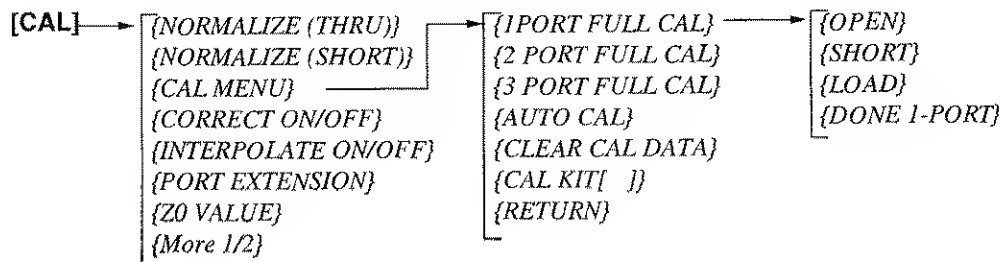 [CAL]
{NORMALIZE (THRU)}
{NORMALIZE (SHORT)}
{CAL MENU}
{CORRECT ON/OFF}
{INTERPOLATE ON/OFF}
{PORT EXTENSION}
{Z0 VALUE}
{More 1/2}
{1PORT FULL CAL}
{2 PORT FULL CAL}
{3 PORT FULL CAL}
{AUTO CAL}
{CLEAR CAL DATA}
{CAL KIT[ ]}
{RETURN}
{OPEN}
{SHORT}
{LOAD}
{DONE 1-PORT}